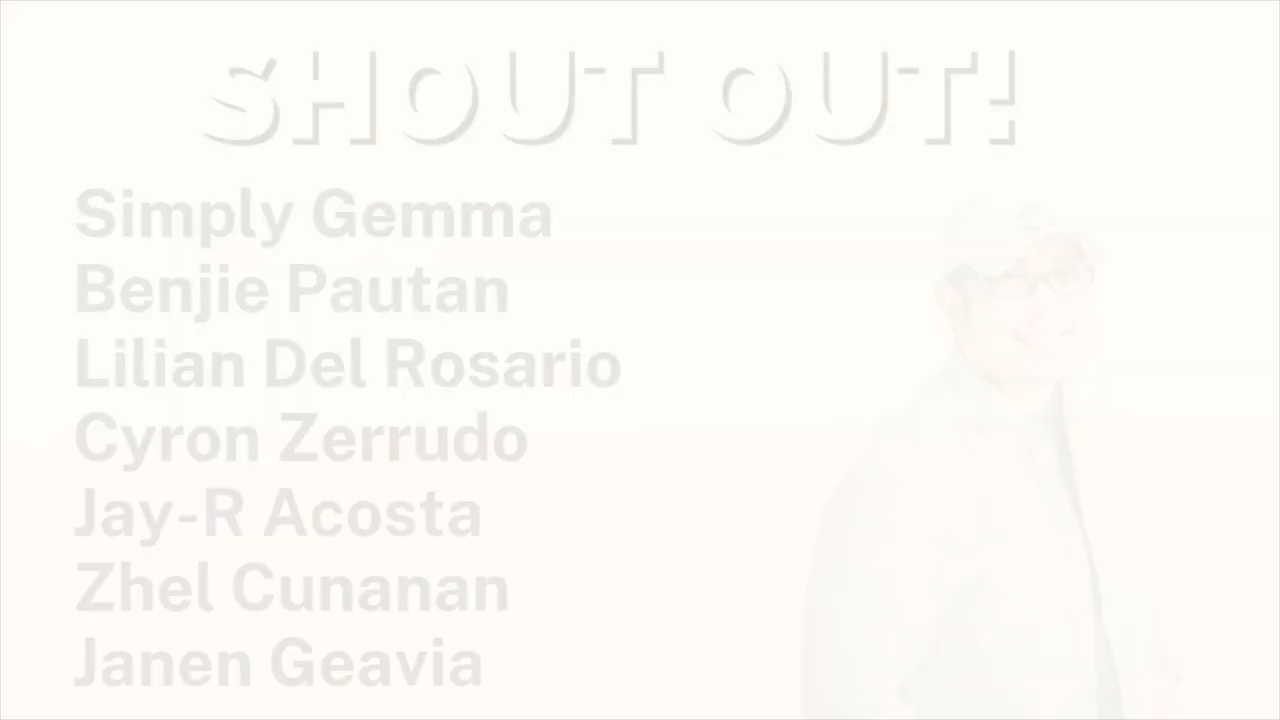 SHOUT OUT!
Simply Gemma
Benjie Pautan
Lilian Del Rosario
Cyron Zerrudo
Jay-R Acosta
Zhel Cunanan
Janen Geavia